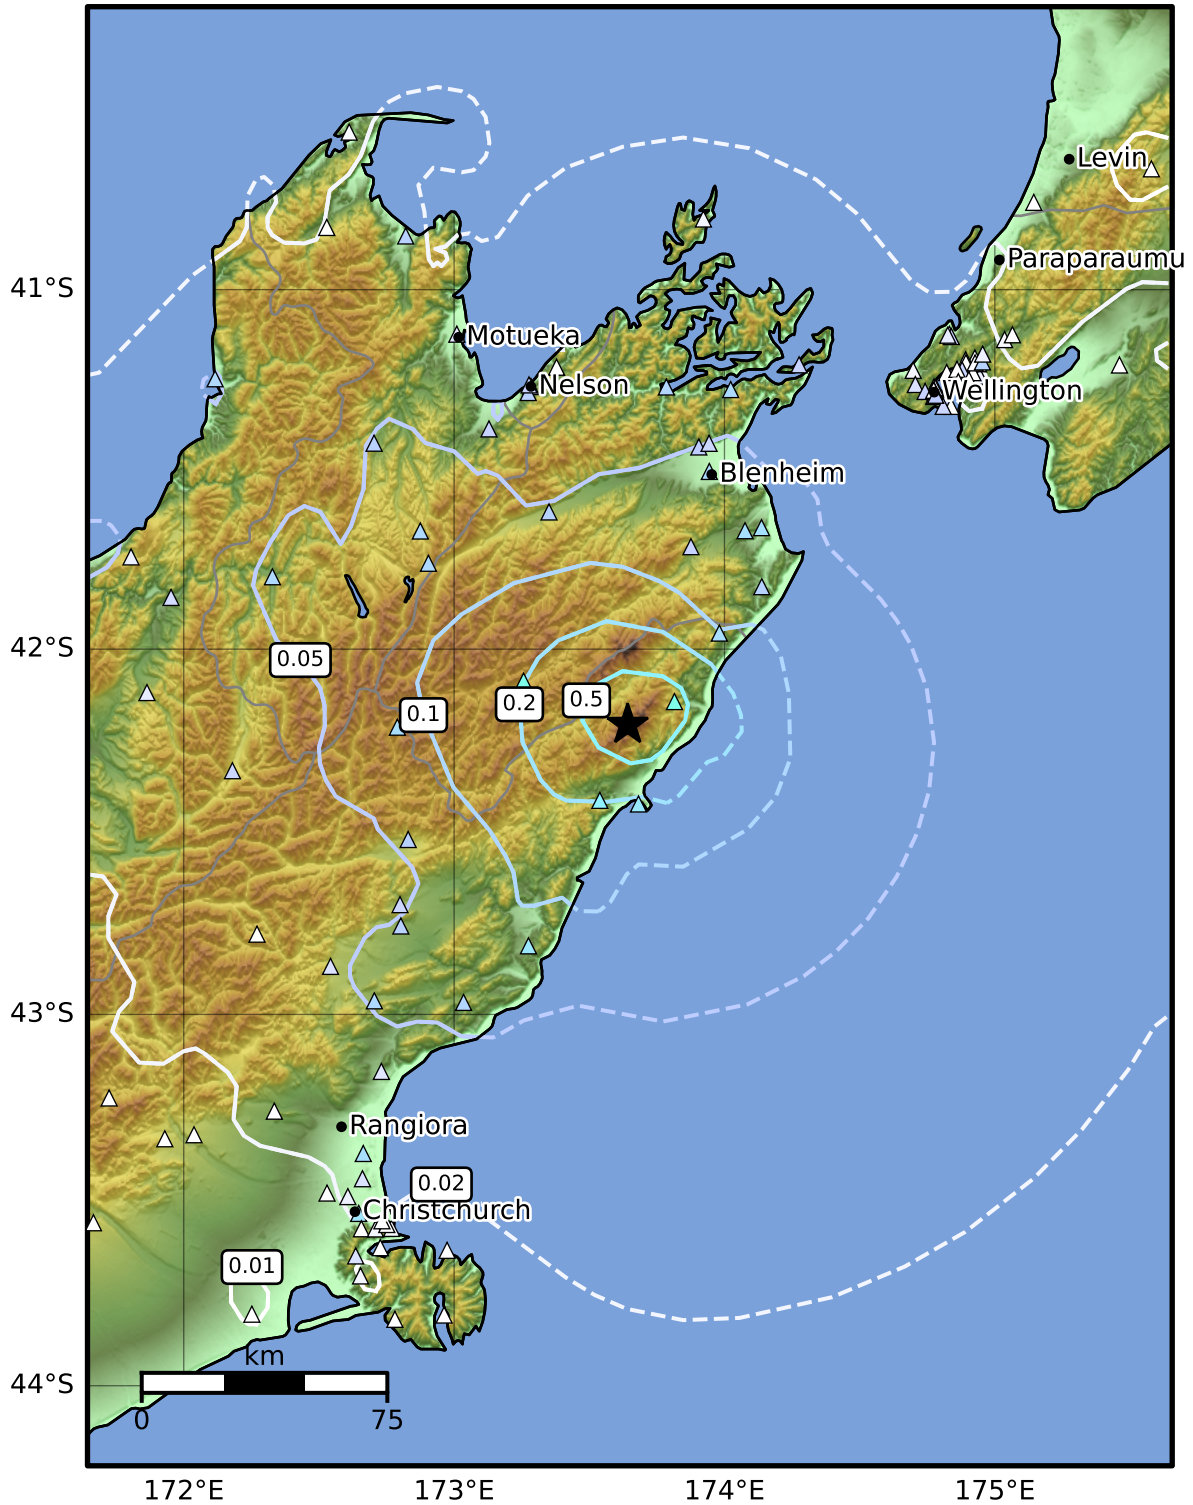 Levin
Paraparaumu
41°S
Motueka
Nelson
Wellington
Blenheim
42°S
0.05
0.1
0.2
0.5
43°S
Rangiora
0.02
Christchurch
0.01
km
0
75
44°S
172°E
173°E
174°E
175°E